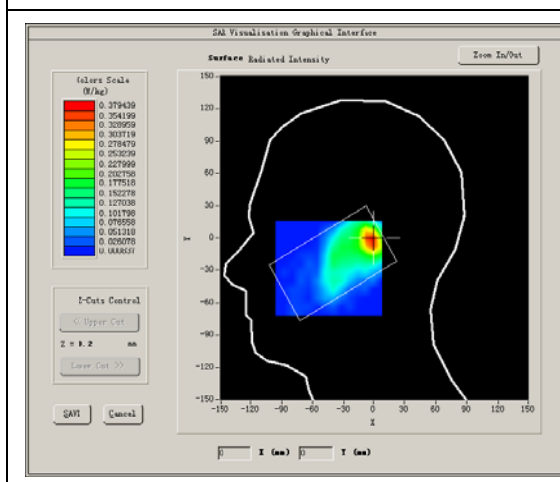 SAR Visualisation Graphical Interface
Surface Radiated Intensity
Zoom In/Out
Colors Scale
(W/kg)
0.379439
0.354199
0.328959
0.303719
0.278479
0.253239
0.227999
0.202758
0.177518
0.152278
0.127038
0.101798
0.076558
0.051318
0.026078
0.000837
Z-Cuts Control
<< Upper Cut
Z = 0.2 mm
Lower Cut >>
SAVE
Cancel
150
120
90
60
30
0
-30
-60
-90
-120
-150
Y
-150 -120 -90 -60 -30 0 30 60 90 120 150
X
0 X (mm) 0 Y (mm)